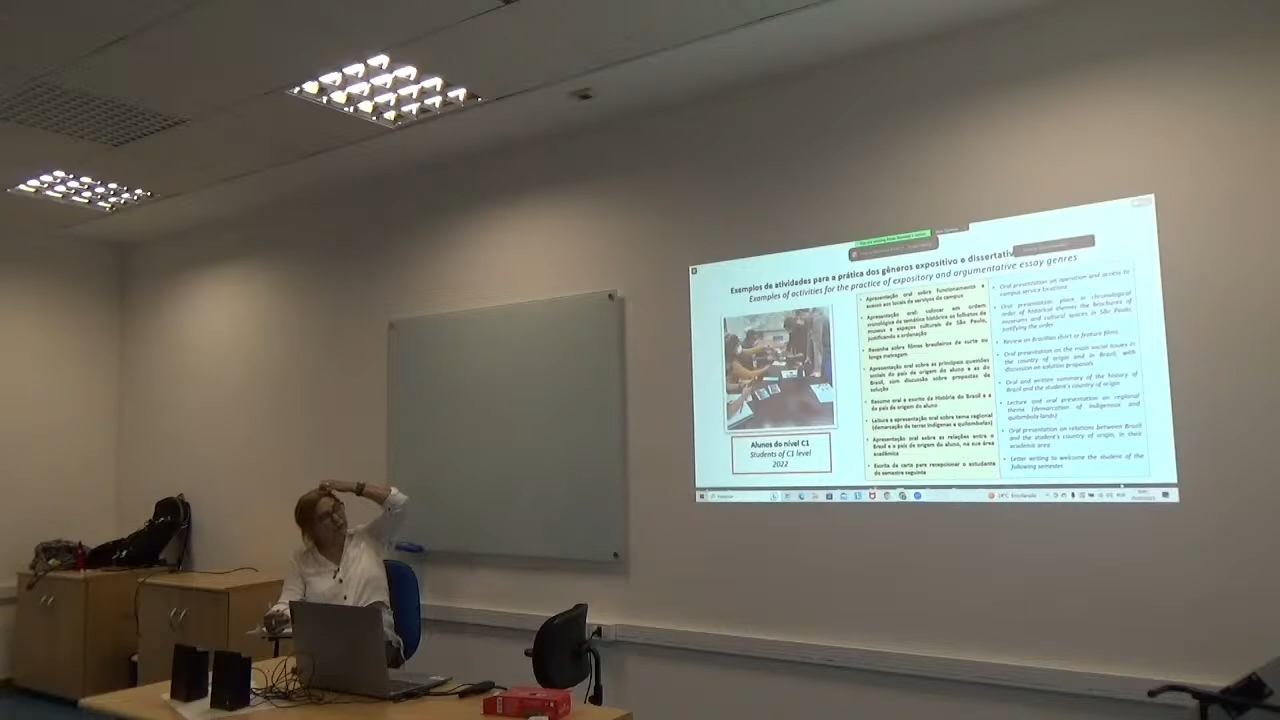 Exemplos de atividades para a prática dos gêneros expositivo e dissertativ
Examples of activities for the practice of expository and argumentative essay genres
Apresentação oral sobre funcionamento e
acesso aos locais de serviços do campus
Apresentação oral: colocar em ordem
cronológica de temática histórica os folhetos de
museus e espaços culturais de São Paulo,
justificando a ordenação
Resenha sobre filmes brasileiros de curta ou
longa metragem
Apresentação oral sobre as principais questões
sociais do país de origem do aluno e as do
Brasil, com discussão sobre propostas de
solução
Resumo oral e escrito da História do Brasil e a
do país de origem do aluno
Leitura e apresentação oral sobre tema regional
(demarcação de terras indígenas e quilombolas)
Apresentação oral sobre as relações entre o
Brasil e o país de origem do aluno, na sua área
acadêmica
Escrita de carta para recepcionar o estudante
do semestre seguinte
Oral presentation on operation and access to
campus service locations
Oral presentation: place in chronological
order of historical themes the brochures of
museums and cultural spaces in São Paulo,
justifying the order
Review on Brazilian short or feature films
Oral presentation on the main social issues in
the country of origin and in Brazil, with
discussion on solution proposals
Oral and written summary of the history of
Brazil and the student's country of origin
Lecture and oral presentation on regional
theme (demarcation of indigenous and
quilombola lands)
Oral presentation on relations between Brazil
and the student's country of origin, in their
academic area
Letter writing to welcome the student of the
following semester
Alunos do nível C1
Students of C1 level
2022